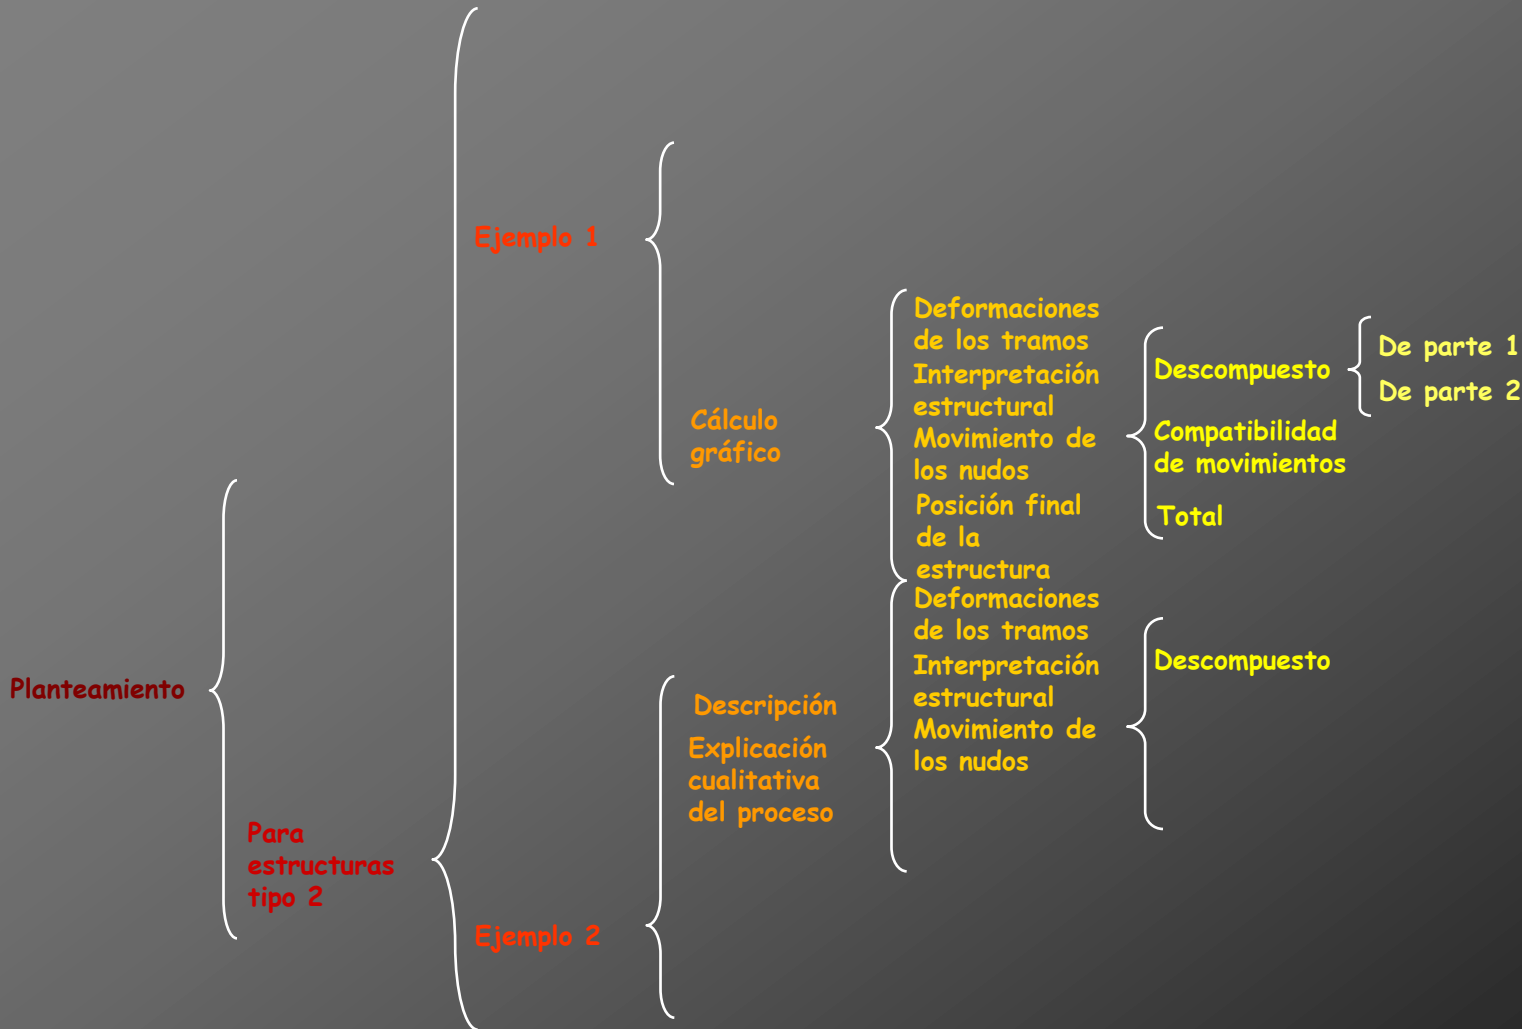 Planteamiento
Para
estructuras
tipo 2
Ejemplo 1
Cálculo
gráfico
Deformaciones
de los tramos
Interpretación
estructural
Movimiento de
los nudos
Descompuesto
De parte 1
De parte 2
Compatibilidad
de movimientos
Total
Posición final
de la
estructura
Ejemplo 2
Descripción
Explicación
cualitativa
del proceso
Deformaciones
de los tramos
Interpretación
estructural
Movimiento de
los nudos
Descompuesto